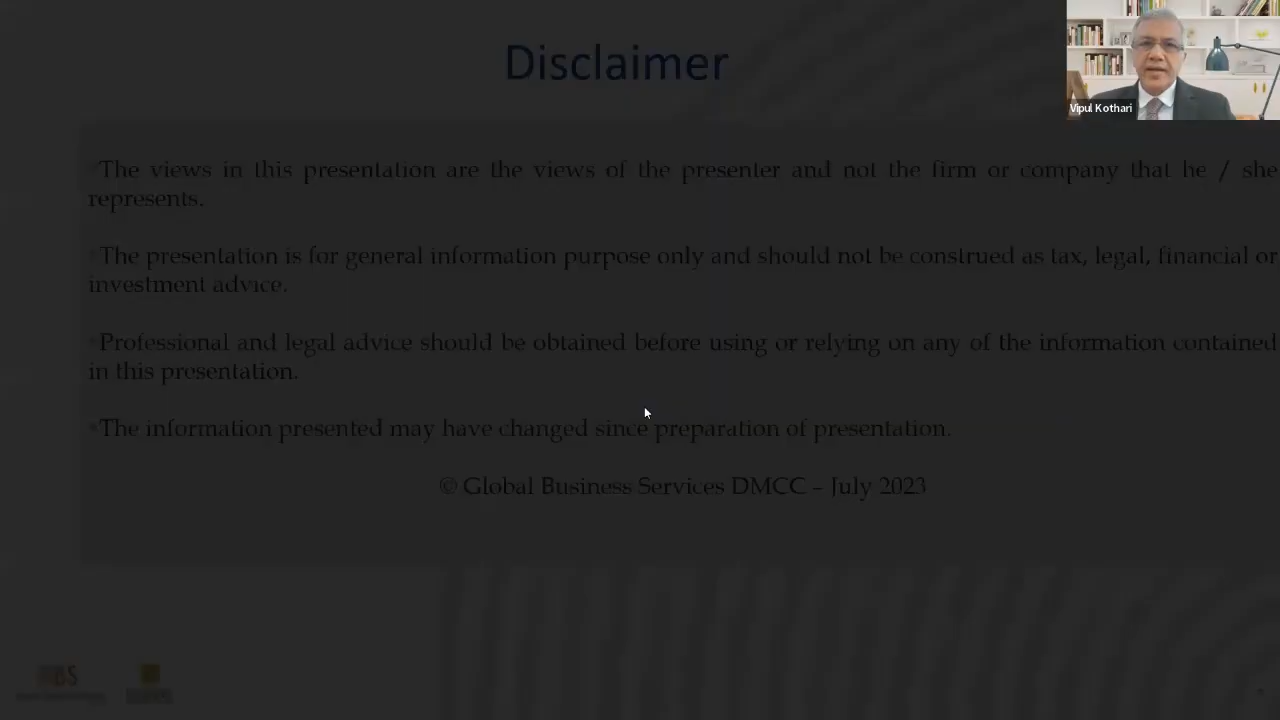 Disclaimer
Vipul Kothari
•The views in this presentation are the views of the presenter and not the firm or company that he / she
represents.
•The presentation is for general information purpose only and should not be construed as tax, legal, financial or
investment advice.
•Professional and legal advice should be obtained before using or relying on any of the information contained
in this presentation.
•The information presented may have changed since preparation of presentation.
© Global Business Services DMCC – July 2023